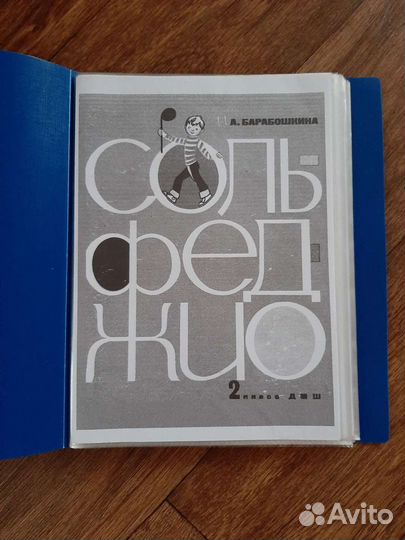 А. БАРАБОШКИНА
СОЛЬ-
ФЕД-
ЖИО
2 класс ДМШ
Avito